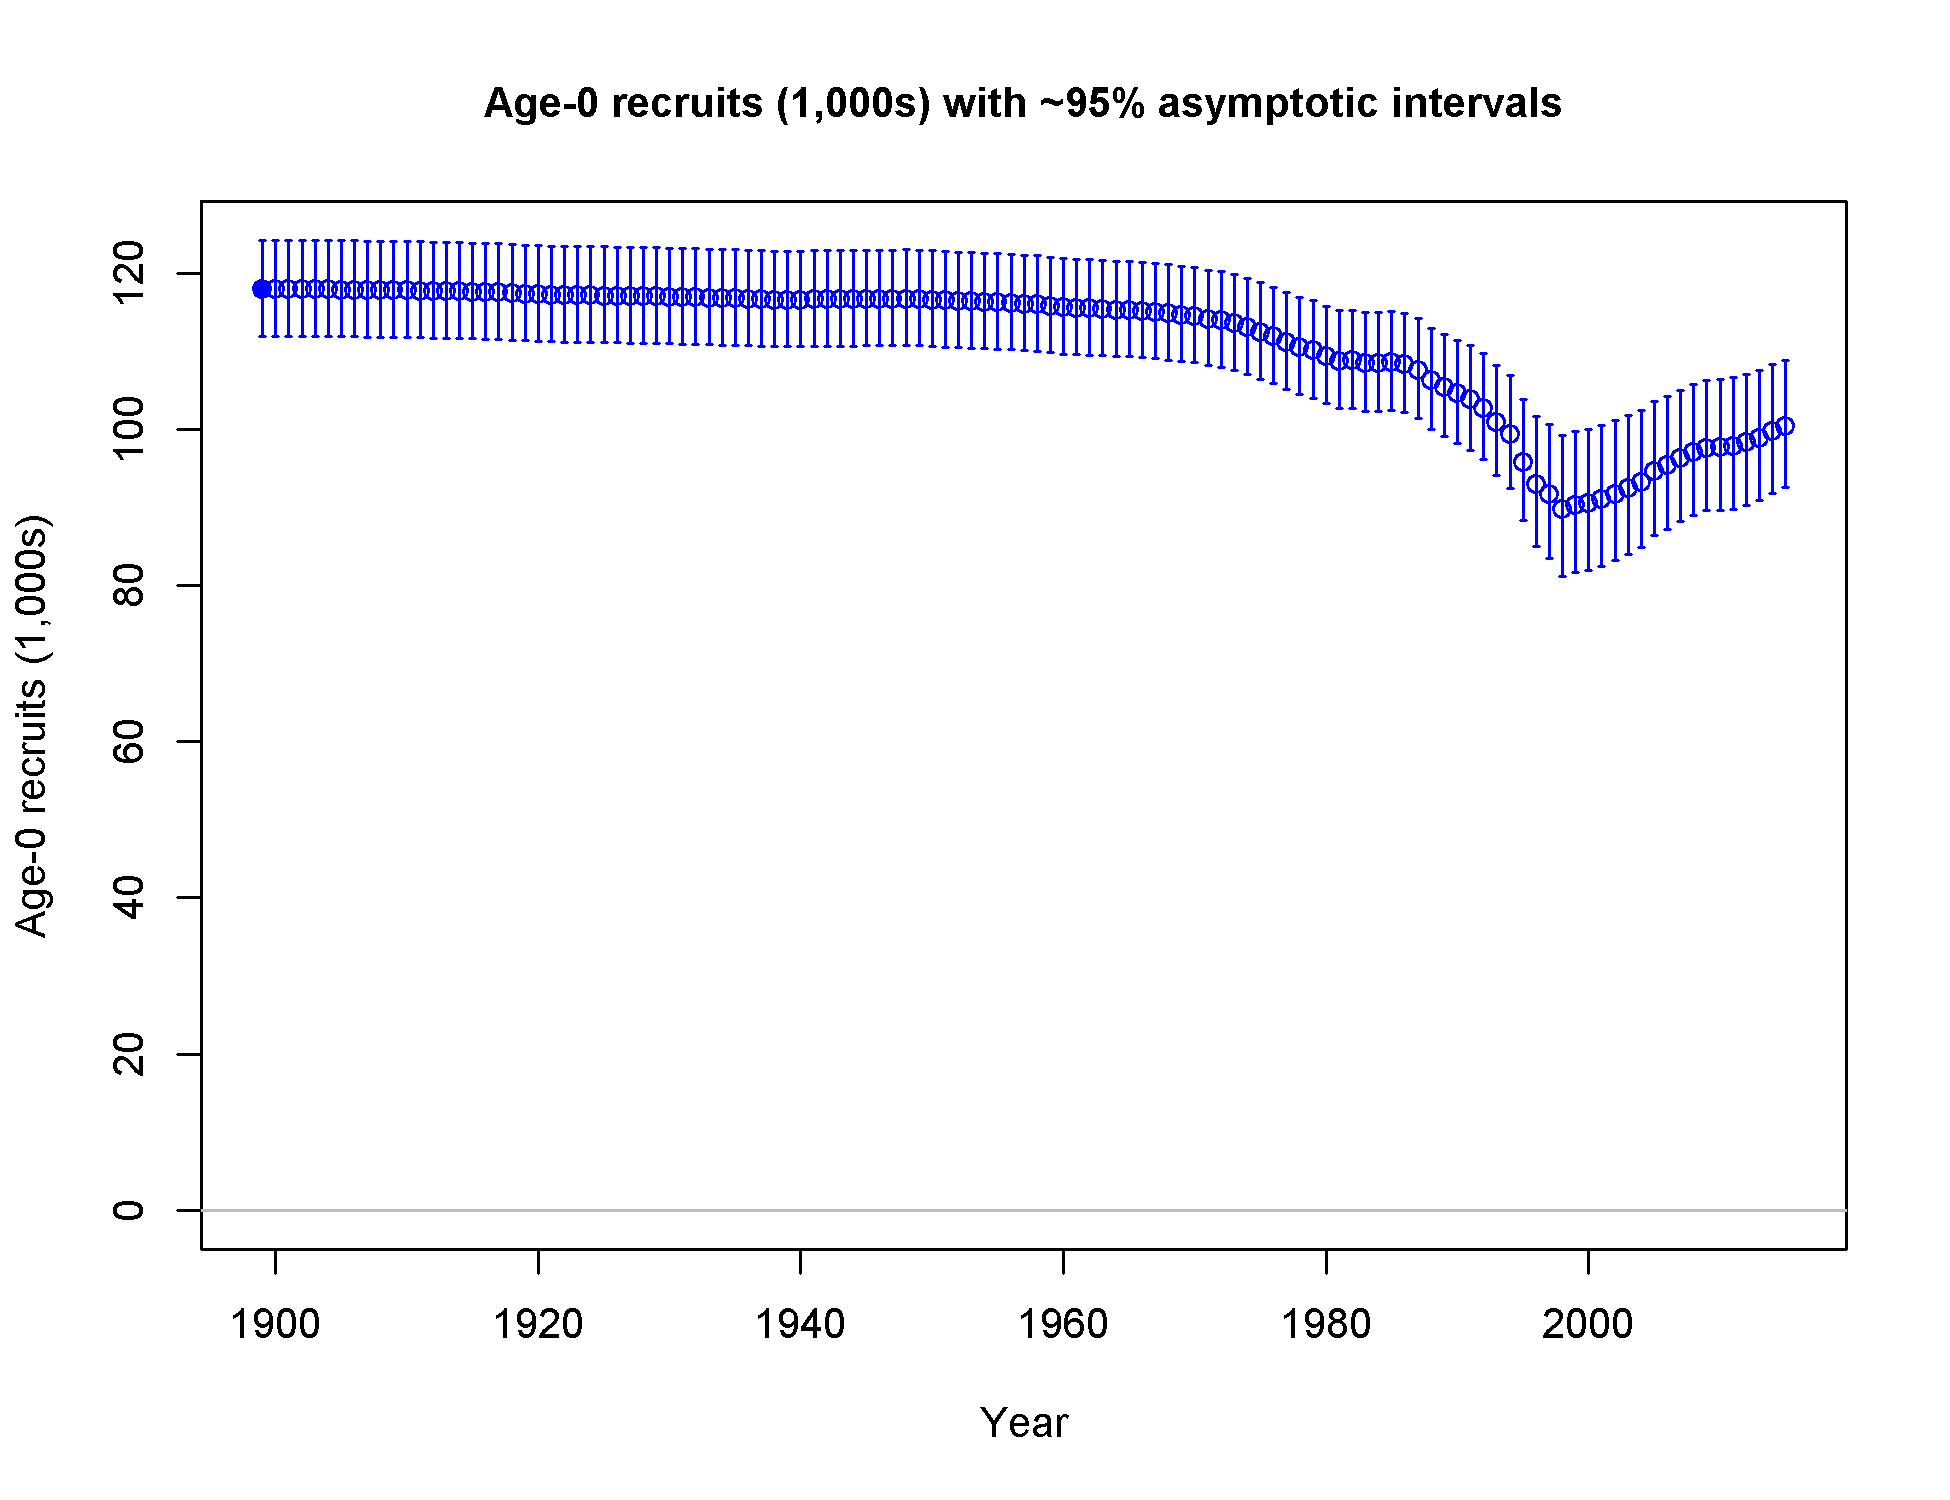 Age-0 recruits (1,000s) with ~95% asymptotic intervals
Age-0 recruits (1,000s)
120
100
80
60
40
20
0
1900 1920 1940 1960 1980 2000
Year